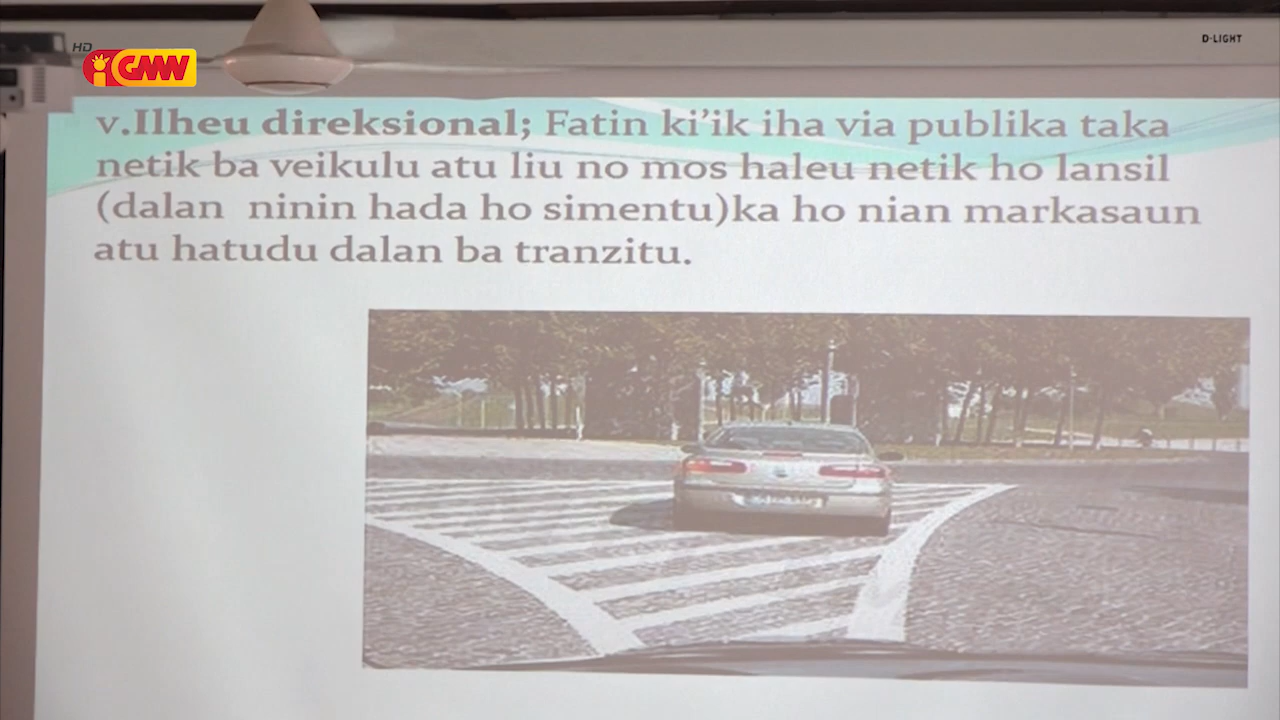 D-LIGHT
HD
GMN
v.Ilheu direksional; Fatin ki’ik iha via publika taka
netik ba veikulu atu liu no mos haleu netik ho lansil
(dalan ninin hada ho simentu)ka ho nian markasaun
atu hatudu dalan ba tranzitu.